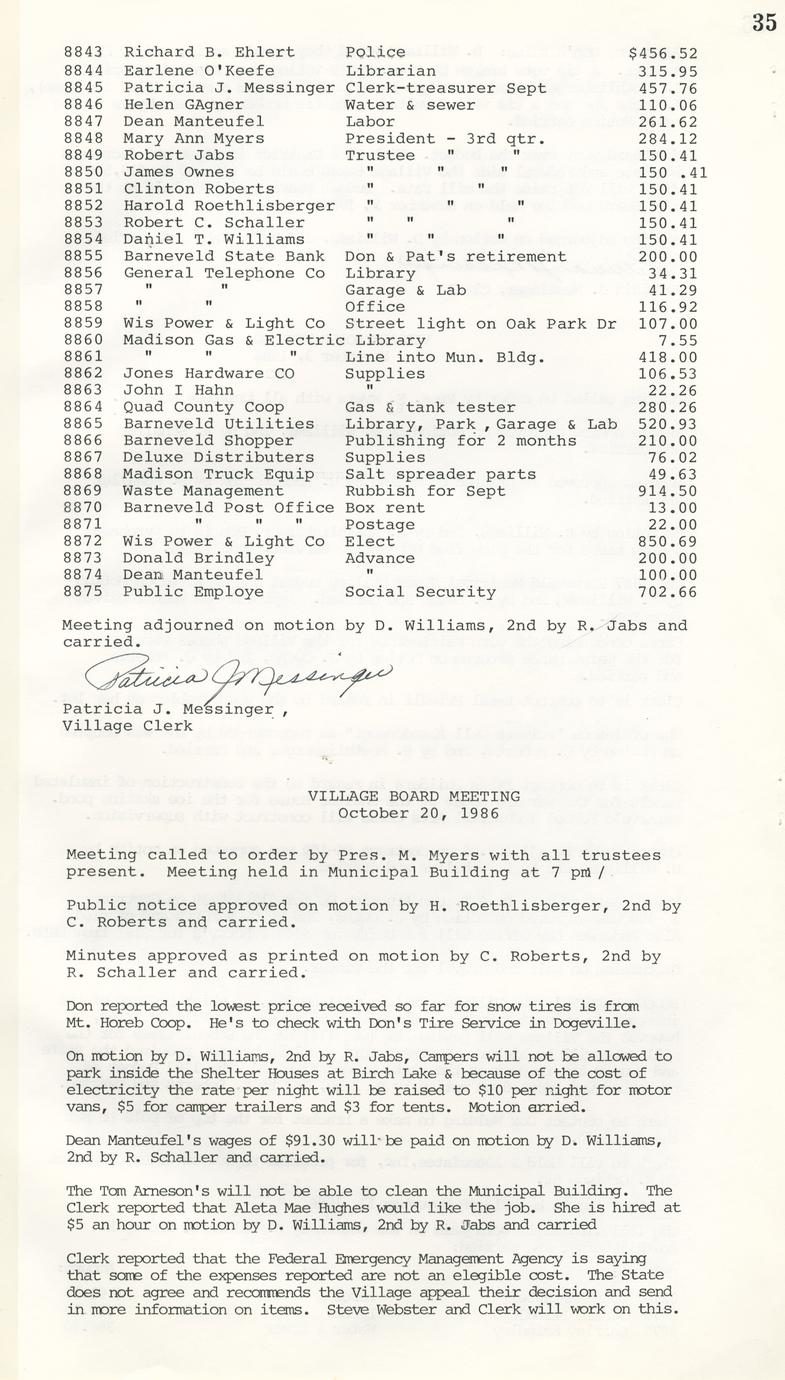 35
8843 Richard B. Ehlert Police $456.52
8844 Earlene O'Keefe Librarian 315.95
8845 Patricia J. Messinger Clerk-treasurer Sept 457.76
8846 Helen GAgner Water & sewer 110.06
8847 Dean Manteufel Labor 261.62
8848 Mary Ann Myers President - 3rd qtr. 284.12
8849 Robert Jabs Trustee " " 150.41
8850 James Ownes " " " 150 .41
8851 Clinton Roberts " " 150.41
8852 Harold Roethlisberger " " " 150.41
8853 Robert C. Schaller " " " 150.41
8854 Daniel T. Williams " " " 150.41
8855 Barneveld State Bank Don & Pat's retirement 200.00
8856 General Telephone Co Library 34.31
8857 " " Garage & Lab 41.29
8858 " " Office 116.92
8859 Wis Power & Light Co Street light on Oak Park Dr 107.00
8860 Madison Gas & Electric Library 7.55
8861 " " " Line into Mun. Bldg. 418.00
8862 Jones Hardware CO Supplies 106.53
8863 John I Hahn " 22.26
8864 Quad County Coop Gas & tank tester 280.26
8865 Barneveld Utilities Library, Park , Garage & Lab 520.93
8866 Barneveld Shopper Publishing for 2 months 210.00
8867 Deluxe Distributers Supplies 76.02
8868 Madison Truck Equip Salt spreader parts 49.63
8869 Waste Management Rubbish for Sept 914.50
8870 Barneveld Post Office Box rent 13.00
8871 " " " Postage 22.00
8872 Wis Power & Light Co Elect 850.69
8873 Donald Brindley Advance 200.00
8874 Dean Manteufel " 100.00
8875 Public Employe Social Security 702.66
Meeting adjourned on motion by D. Williams, 2nd by R. Jabs and
carried.
Patricia J Messinger
Patricia J. Messinger ,
Village Clerk
VILLAGE BOARD MEETING
October 20, 1986
Meeting called to order by Pres. M. Myers with all trustees
present. Meeting held in Municipal Building at 7 pm /
Public notice approved on motion by H. Roethlisberger, 2nd by
C. Roberts and carried.
Minutes approved as printed on motion by C. Roberts, 2nd by
R. Schaller and carried.
Don reported the lowest price received so far for snow tires is from
Mt. Horeb Coop. He's to check with Don's Tire Service in Dogeville.
On motion by D. Williams, 2nd by R. Jabs, Campers will not be allowed to
park inside the Shelter Houses at Birch Lake & because of the cost of
electricity the rate per night will be raised to $10 per night for motor
vans, $5 for camper trailers and $3 for tents. Motion arried.
Dean Manteufel's wages of $91.30 will be paid on motion by D. Williams,
2nd by R. Schaller and carried.
The Tom Arneson's will not be able to clean the Municipal Building. The
Clerk reported that Aleta Mae Hughes would like the job. She is hired at
$5 an hour on motion by D. Williams, 2nd by R. Jabs and carried
Clerk reported that the Federal Emergency Management Agency is saying
that some of the expenses reported are not an elegible cost. The State
does not agree and recommends the Village appeal their decision and send
in more information on items. Steve Webster and Clerk will work on this.